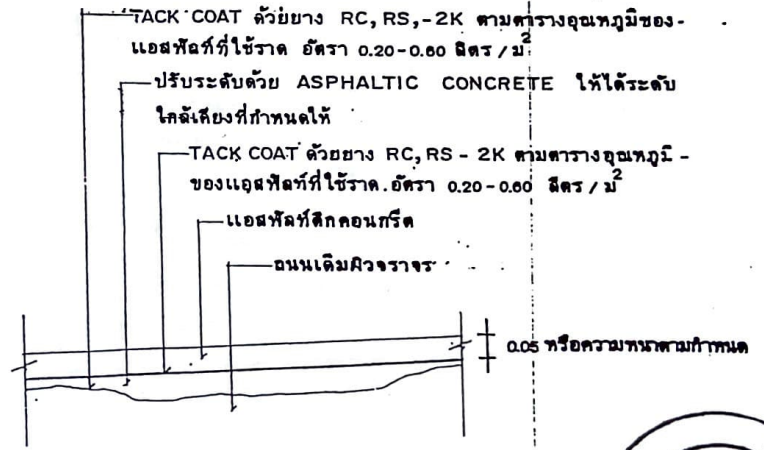 TACK COAT ด้วยยาง RC, RS,-2K ตามตารางอุณหภูมิของ-
แอสฟัลท์ที่ใช้ราด อัตรา 0.20-0.60 ลิตร / ม²
ปรับระดับด้วย ASPHALTIC CONCRETE ให้ได้ระดับ
ใกล้เคียงที่กำหนดให้
TACK COAT ด้วยยาง RC, RS - 2K ตามตารางอุณหภูมิ -
ของแอสฟัลท์ที่ใช้ราด อัตรา 0.20-0.60 ลิตร / ม²
แอสฟัลท์ติกคอนกรีต
ถนนเดิมผิวจราจร
0.05 หรือความหนาตามกำหนด